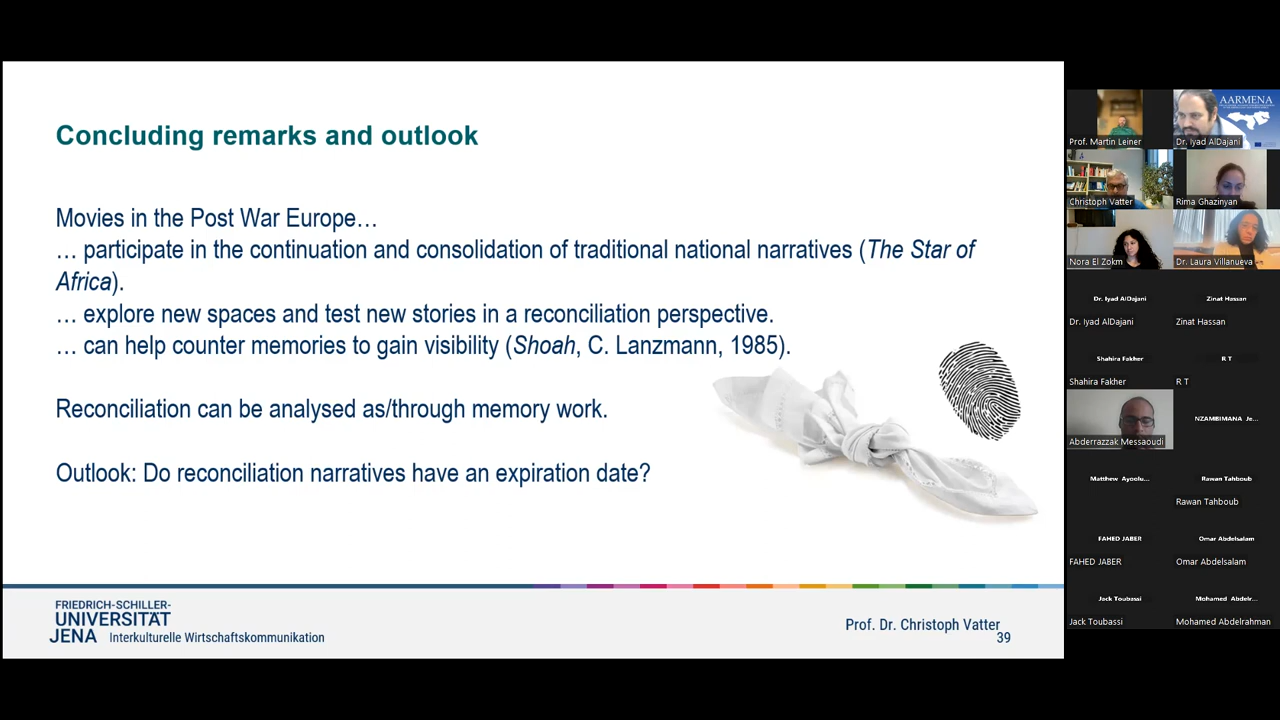 Concluding remarks and outlook
Movies in the Post War Europe…
… participate in the continuation and consolidation of traditional national narratives (The Star of
Africa).
… explore new spaces and test new stories in a reconciliation perspective.
… can help counter memories to gain visibility (Shoah, C. Lanzmann, 1985).
Reconciliation can be analysed as/through memory work.
Outlook: Do reconciliation narratives have an expiration date?
FRIEDRICH-SCHILLER-
UNIVERSITÄT
JENA Interkulturelle Wirtschaftskommunikation
Prof. Dr. Christoph Vatter
39
AARMENA
Prof. Martin Leiner
Dr. Iyad AlDajani
Christoph Vatter
Rima Ghazinyan
Nora El Zokm
Dr. Laura Villanueva
Dr. Iyad AlDajani
Zinat Hassan
Dr. Iyad AlDajani
Zinat Hassan
Shahira Fakher
R T
Shahira Fakher
R T
NZAMBIMANA Je...
Abderrazzak Messaoudi
Matthew Ayoolu...
Rawan Tahboub
Rawan Tahboub
FAHED JABER
Omar Abdelsalam
FAHED JABER
Omar Abdelsalam
Jack Toubassi
Mohamed Abdelr...
Jack Toubassi
Mohamed Abdelrahman